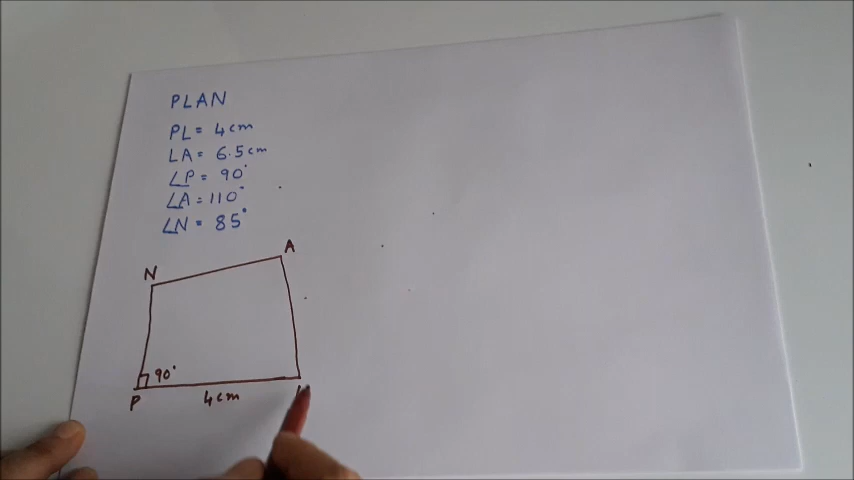 PLAN
PL = 4cm
LA = 6.5cm
∠P = 90°
∠A = 110°
∠N = 85°
N A
90°
P 4cm L